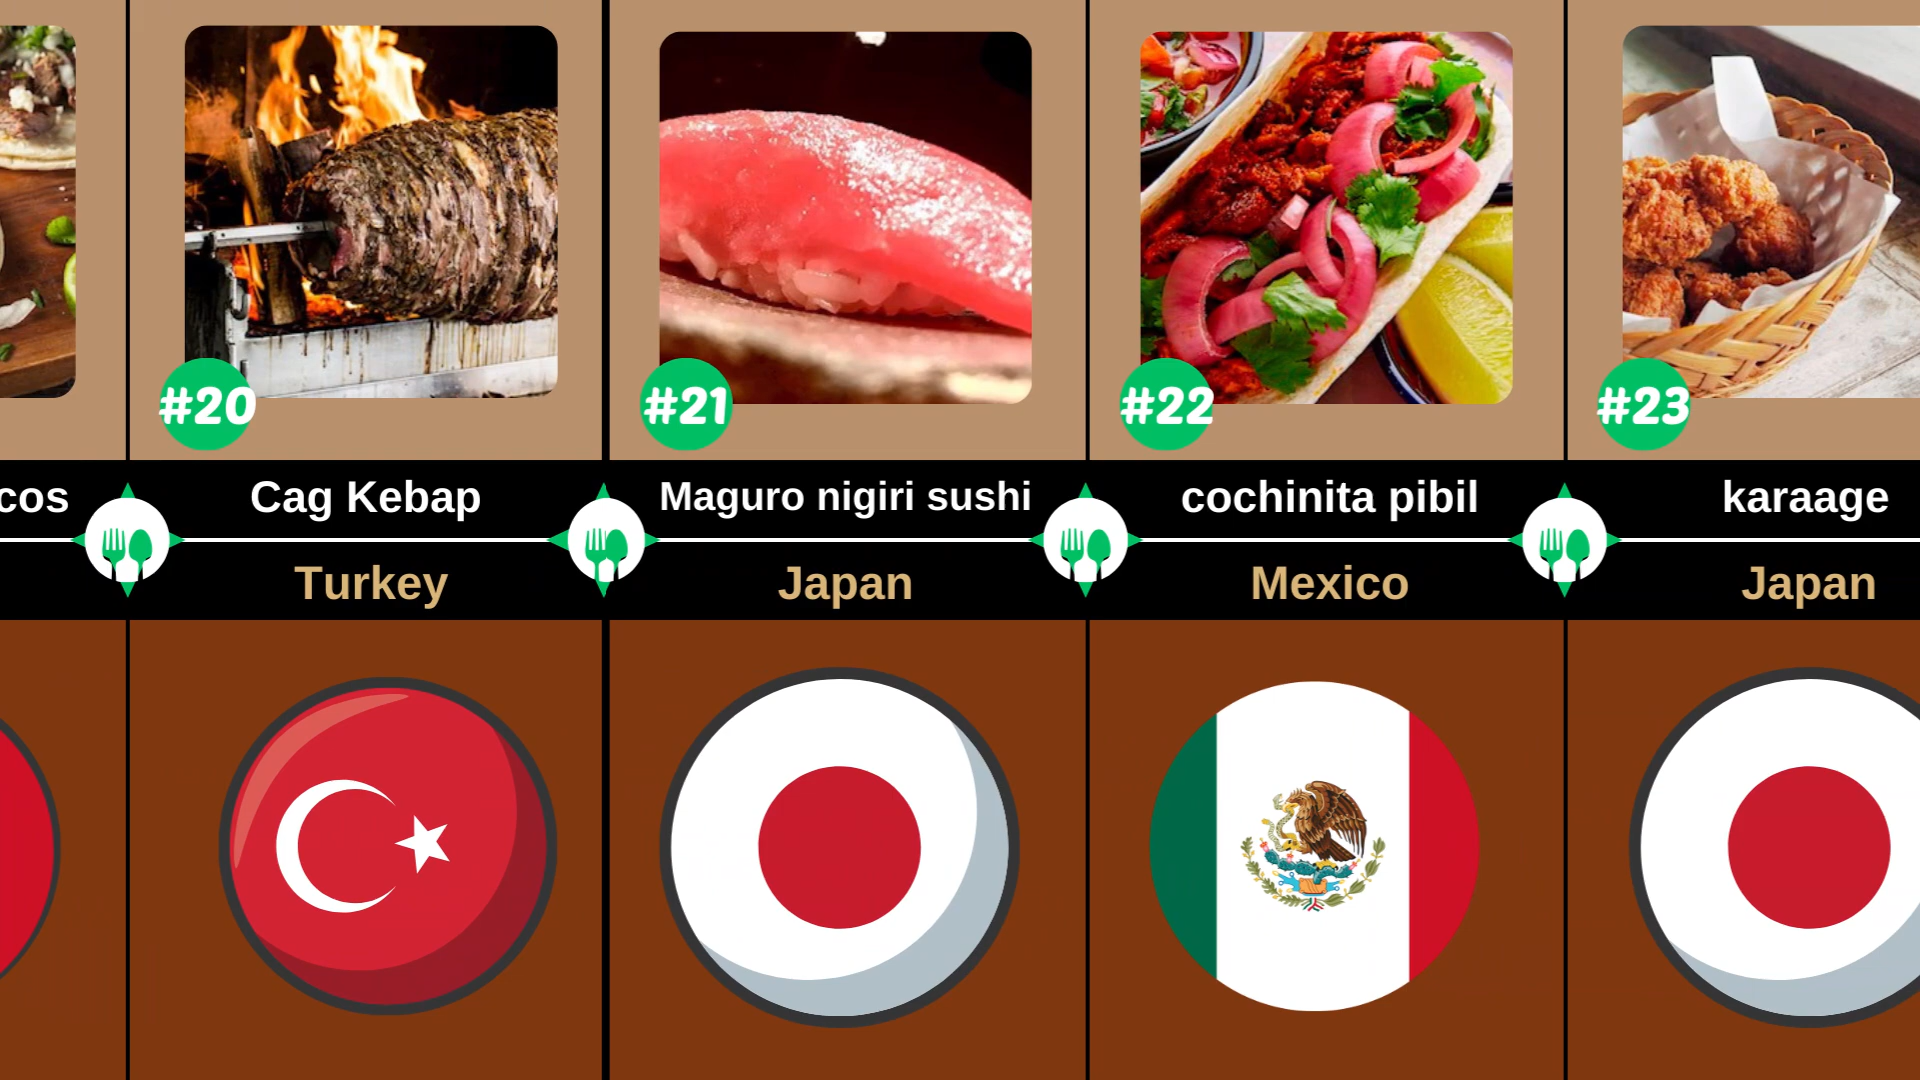 #20
#21
#22
#23
cos
Cag Kebap
Maguro nigiri sushi
cochinita pibil
karaage
Turkey
Japan
Mexico
Japan